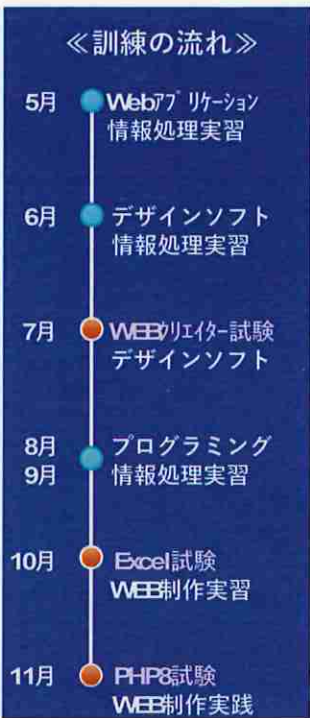 ≪訓練の流れ≫
5月 Webアプリケーション
情報処理実習
6月 デザインソフト
情報処理実習
7月 WEBクリエイター試験
デザインソフト
8月 プログラミング
9月 情報処理実習
10月 Excel試験
WEB制作実習
11月 PHP8試験
WEB制作実践